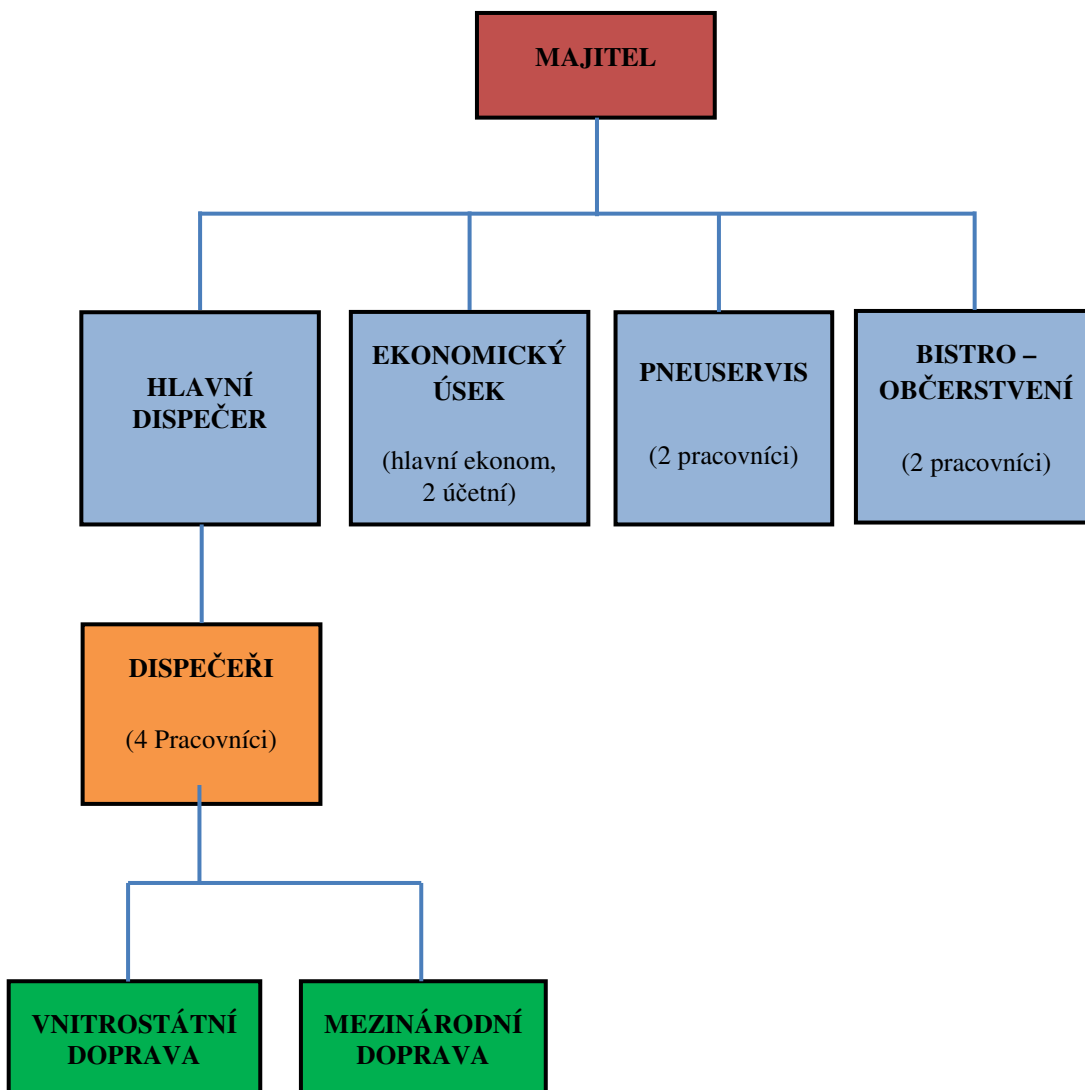 MAJITEL
HLAVNÍ
DISPEČER
EKONOMICKÝ
ÚSEK
(hlavní ekonom,
2 účetní)
PNEUSERVIS
(2 pracovníci)
BISTRO –
OBČERSTVENÍ
(2 pracovníci)
DISPEČEŘI
(4 Pracovníci)
VNITROSTÁTNÍ
DOPRAVA
MEZINÁRODNÍ
DOPRAVA